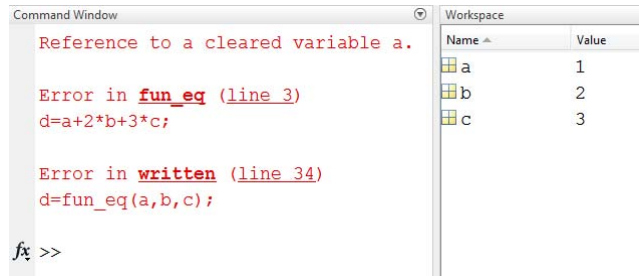 Command Window
Reference to a cleared variable a.
Error in fun_eq (line 3)
d=a+2*b+3*c;
Error in written (line 34)
d=fun_eq(a,b,c);
fx >>
Workspace
Name Value
a 1
b 2
c 3